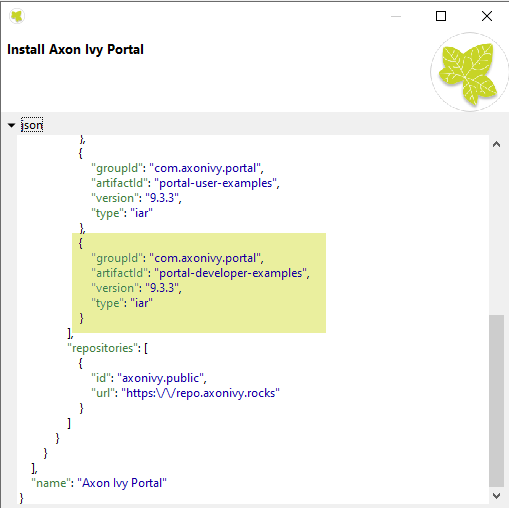 Install Axon Ivy Portal
json
},
{
"groupId": "com.axonivy.portal",
"artifactId": "portal-user-examples",
"version": "9.3.3",
"type": "iar"
},
{
"groupId": "com.axonivy.portal",
"artifactId": "portal-developer-examples",
"version": "9.3.3",
"type": "iar"
}
],
"repositories": [
{
"id": "axonivy.public",
"url": "https:\/\/repo.axonivy.rocks"
}
]
}
}
],
"name": "Axon Ivy Portal"
}